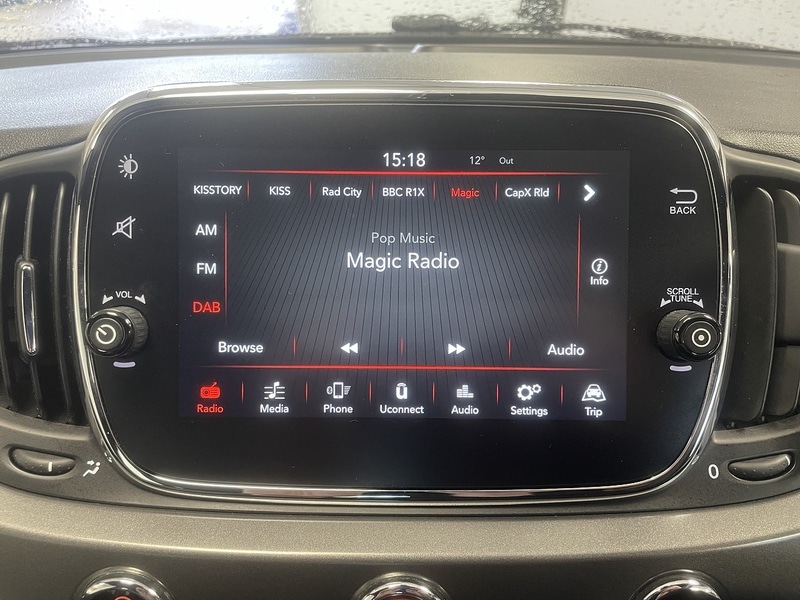 15:18 12° Out
KISSTORY KISS Rad City BBC R1X Magic CapX Rld
AM
FM
DAB
Pop Music
Magic Radio
Info
Browse Audio
Radio Media Phone Uconnect Audio Settings Trip
BACK
VOL
SCROLL
TUNE
0